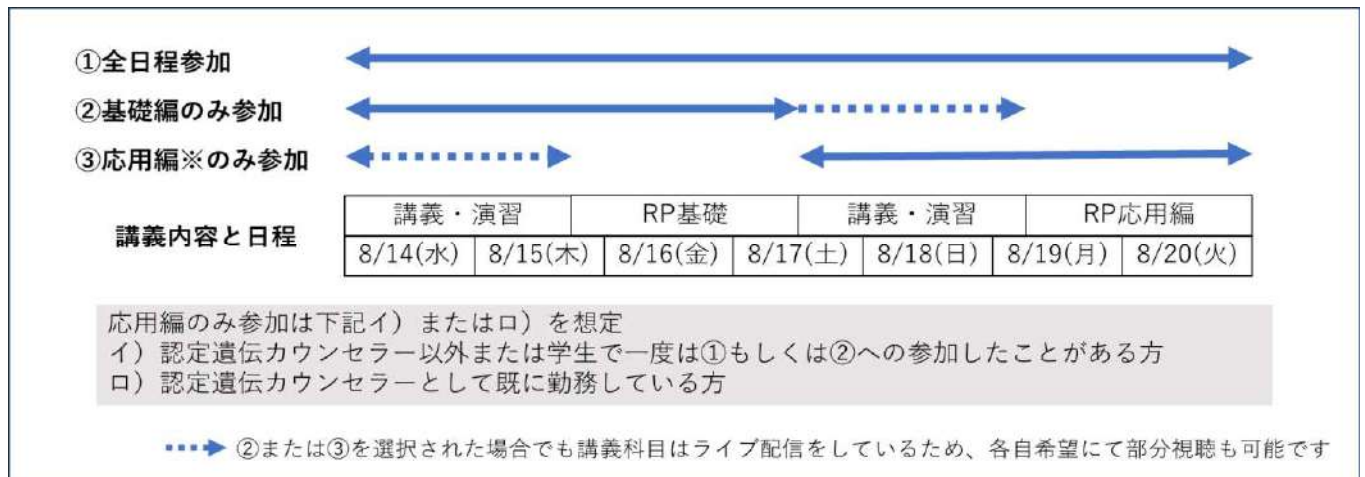 ①全日程参加
②基礎編のみ参加
③応用編※のみ参加
講義内容と日程
講義・演習 RP基礎 講義・演習 RP応用編
8/14(水) 8/15(木) 8/16(金) 8/17(土) 8/18(日) 8/19(月) 8/20(火)
応用編のみ参加は下記イ）またはロ）を想定
イ）認定遺伝カウンセラー以外または学生で一度は①もしくは②への参加したことがある方
ロ）認定遺伝カウンセラーとして既に勤務している方
②または③を選択された場合でも講義科目はライブ配信をしているため、各自希望にて部分視聴も可能です